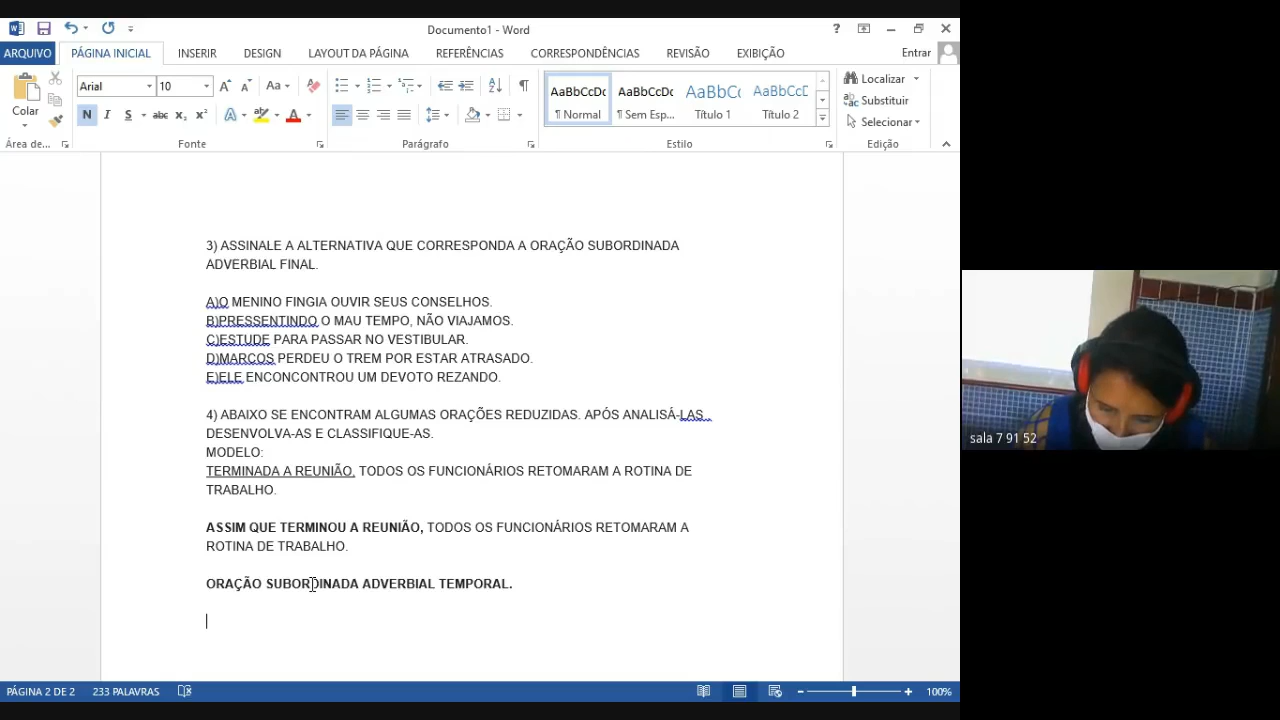 Documento1 - Word
?
ARQUIVO PÁGINA INICIAL INSERIR DESIGN LAYOUT DA PÁGINA REFERÊNCIAS CORRESPONDÊNCIAS REVISÃO EXIBIÇÃO Entrar
Colar
Arial 10
Aa
N I S abc x₂ x² A A
AaBbCcDc AaBbCcDc AaBbCc AaBbCcD
¶ Normal ¶ Sem Esp... Título 1 Título 2
Localizar
Substituir
Selecionar
Área de... Fonte Parágrafo Estilo Edição
3) ASSINALE A ALTERNATIVA QUE CORRESPONDA A ORAÇÃO SUBORDINADA
ADVERBIAL FINAL.
A)O MENINO FINGIA OUVIR SEUS CONSELHOS.
B)PRESSENTINDO O MAU TEMPO, NÃO VIAJAMOS.
C)ESTUDE PARA PASSAR NO VESTIBULAR.
D)MARCOS PERDEU O TREM POR ESTAR ATRASADO.
E)ELE ENCONCONTROU UM DEVOTO REZANDO.
4) ABAIXO SE ENCONTRAM ALGUMAS ORAÇÕES REDUZIDAS. APÓS ANALISÁ-LAS ,
DESENVOLVA-AS E CLASSIFIQUE-AS.
MODELO:
TERMINADA A REUNIÃO, TODOS OS FUNCIONÁRIOS RETOMARAM A ROTINA DE
TRABALHO.
ASSIM QUE TERMINOU A REUNIÃO, TODOS OS FUNCIONÁRIOS RETOMARAM A
ROTINA DE TRABALHO.
ORAÇÃO SUBORDINADA ADVERBIAL TEMPORAL.
PÁGINA 2 DE 2 233 PALAVRAS 100%
sala 7 91 52